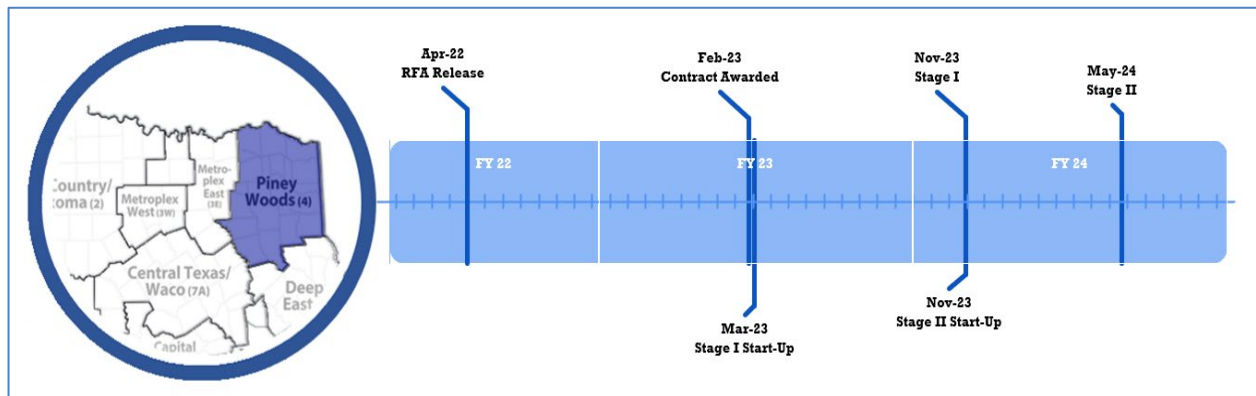 Apr-22
RFA Release
Feb-23
Contract Awarded
Nov-23
Stage I
May-24
Stage II
FY 22
FY 23
FY 24
Mar-23
Stage I Start-Up
Nov-23
Stage II Start-Up
Country/
oma (2)
Metroplex
West (3W)
Metro-
plex
East
(3E)
Piney
Woods (4)
Central Texas/
Waco (7A)
Deep
East
Capital